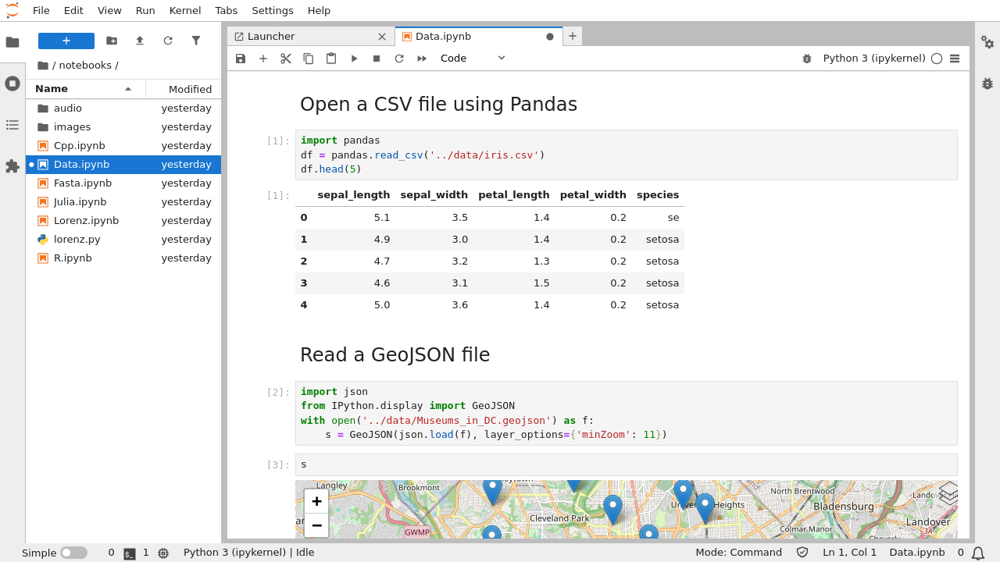 File Edit View Run Kernel Tabs Settings Help
Launcher
Data.ipynb
Code
Python 3 (ipykernel)
/ notebooks /
Name Modified
audio yesterday
images yesterday
Cpp.ipynb yesterday
Data.ipynb yesterday
Fasta.ipynb yesterday
Julia.ipynb yesterday
Lorenz.ipynb yesterday
lorenz.py yesterday
R.ipynb yesterday
Open a CSV file using Pandas
[1]: import pandas
df = pandas.read_csv('../data/iris.csv')
df.head(5)
[1]: sepal_length sepal_width petal_length petal_width species
0 5.1 3.5 1.4 0.2 se
1 4.9 3.0 1.4 0.2 setosa
2 4.7 3.2 1.3 0.2 setosa
3 4.6 3.1 1.5 0.2 setosa
4 5.0 3.6 1.4 0.2 setosa
Read a GeoJSON file
[2]: import json
from IPython.display import GeoJSON
with open('../data/Museums_in_DC.geojson') as f:
    s = GeoJSON(json.load(f), layer_options={'minZoom': 11})
[3]: s
Langley
Brookmont
North Brentwood
Bladensburg
Cleveland Park
Landover
Colmar Manor
GWMP
+
−
Simple 0 1 Python 3 (ipykernel) | Idle
Mode: Command Ln 1, Col 1 Data.ipynb 0